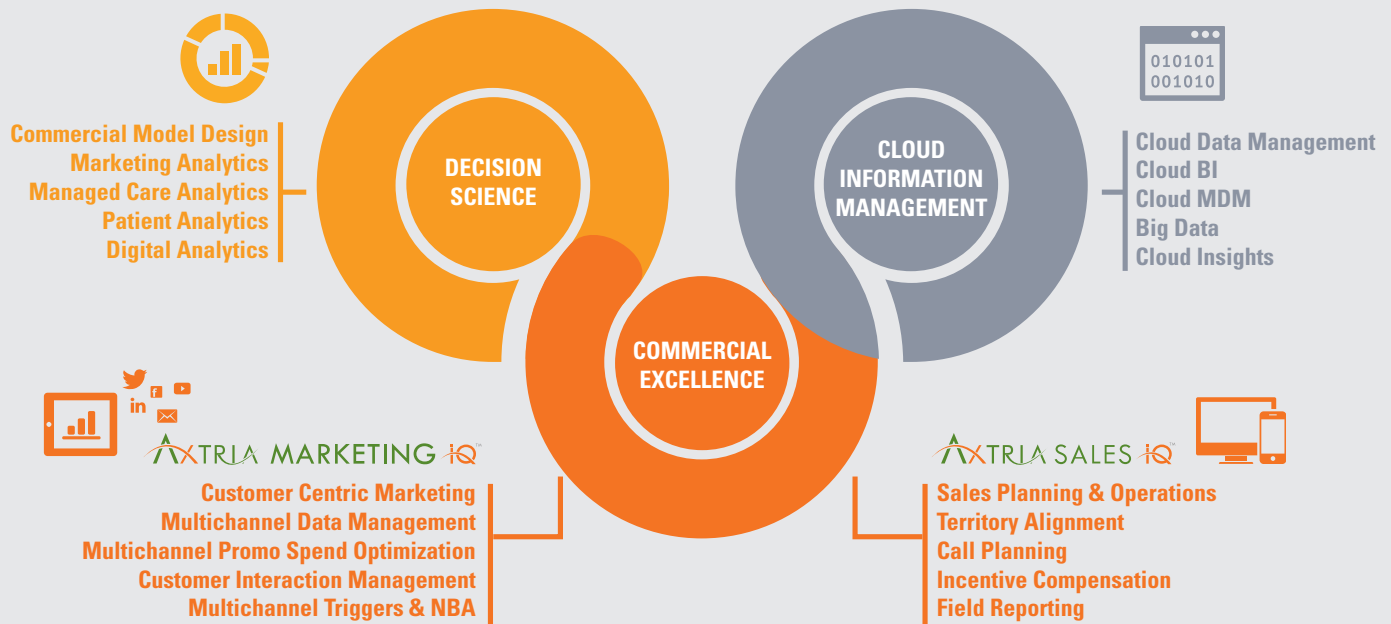 010101
001010
Commercial Model Design
Marketing Analytics
Managed Care Analytics
Patient Analytics
Digital Analytics
DECISION
SCIENCE
CLOUD
INFORMATION
MANAGEMENT
Cloud Data Management
Cloud BI
Cloud MDM
Big Data
Cloud Insights
COMMERCIAL
EXCELLENCE
f
in
AXTRIA MARKETING iQ™
Customer Centric Marketing
Multichannel Data Management
Multichannel Promo Spend Optimization
Customer Interaction Management
Multichannel Triggers & NBA
AXTRIA SALES iQ™
Sales Planning & Operations
Territory Alignment
Call Planning
Incentive Compensation
Field Reporting